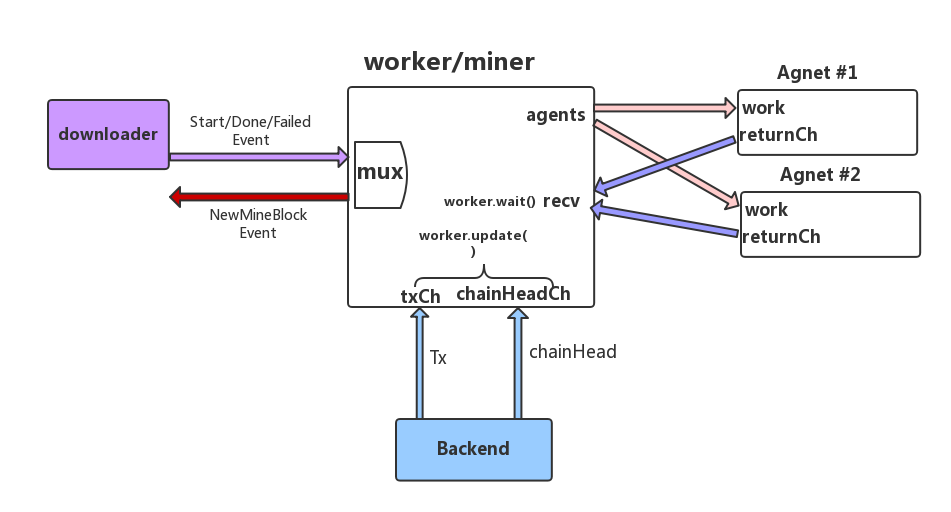 worker/miner
Agnet #1
downloader
Start/Done/Failed
Event
mux
NewMineBlock
Event
agents
work
returnCh
Agnet #2
work
returnCh
worker.wait() recv
worker.update(
)
txCh
chainHeadCh
Tx
chainHead
Backend